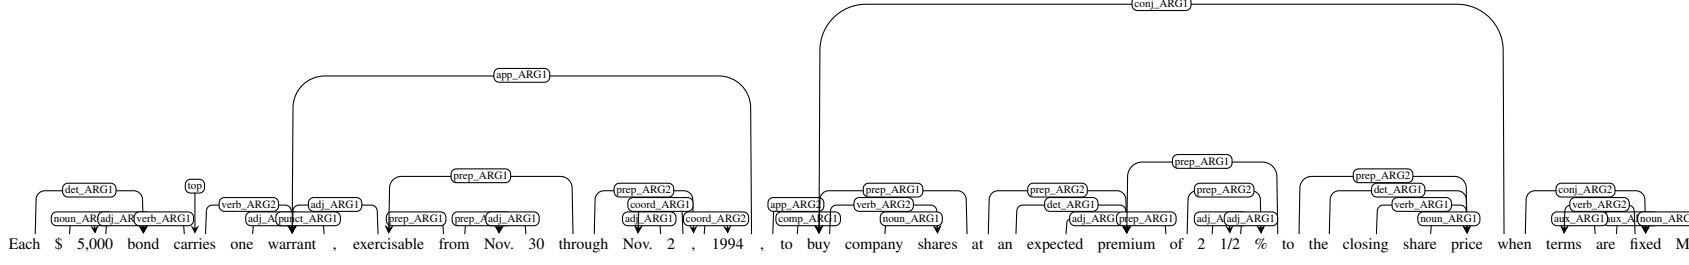 conj_ARG1
app_ARG1
prep_ARG1
prep_ARG1
prep_ARG2 det_ARG1
top
det_ARG1 prep_ARG2 prep_ARG1 prep_ARG2 prep_ARG2 det_ARG1 conj_ARG2
verb_ARG2 adj_ARG1 coord_ARG1 app_ARG2 verb_ARG2 det_ARG1 verb_ARG1 verb_ARG2
verb_ARG1 punct_ARG1 prep_ARG1 adj_ARG1 adj_ARG1 coord_ARG2 comp_ARG1 noun_ARG1 prep_ARG1 adj_ARG1 noun_ARG1 aux_ARG1
Each $ 5,000 bond carries one warrant , exercisable from Nov. 30 through Nov. 2 , 1994 , to buy company shares at an expected premium of 2 1/2 % to the closing share price when terms are fixed